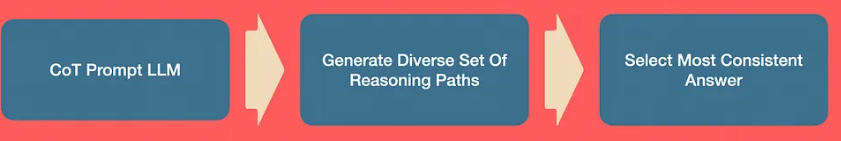 CoT Prompt LLM
Generate Diverse Set Of
Reasoning Paths
Select Most Consistent
Answer